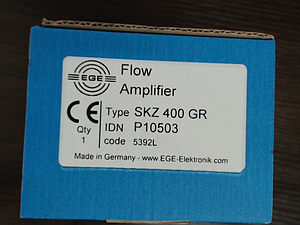 EGE
Flow
Amplifier
CE
Type SKZ 400 GR
Qty
1
IDN P10503
code 5392L
Made in Germany - www.EGE-Elektronik.com